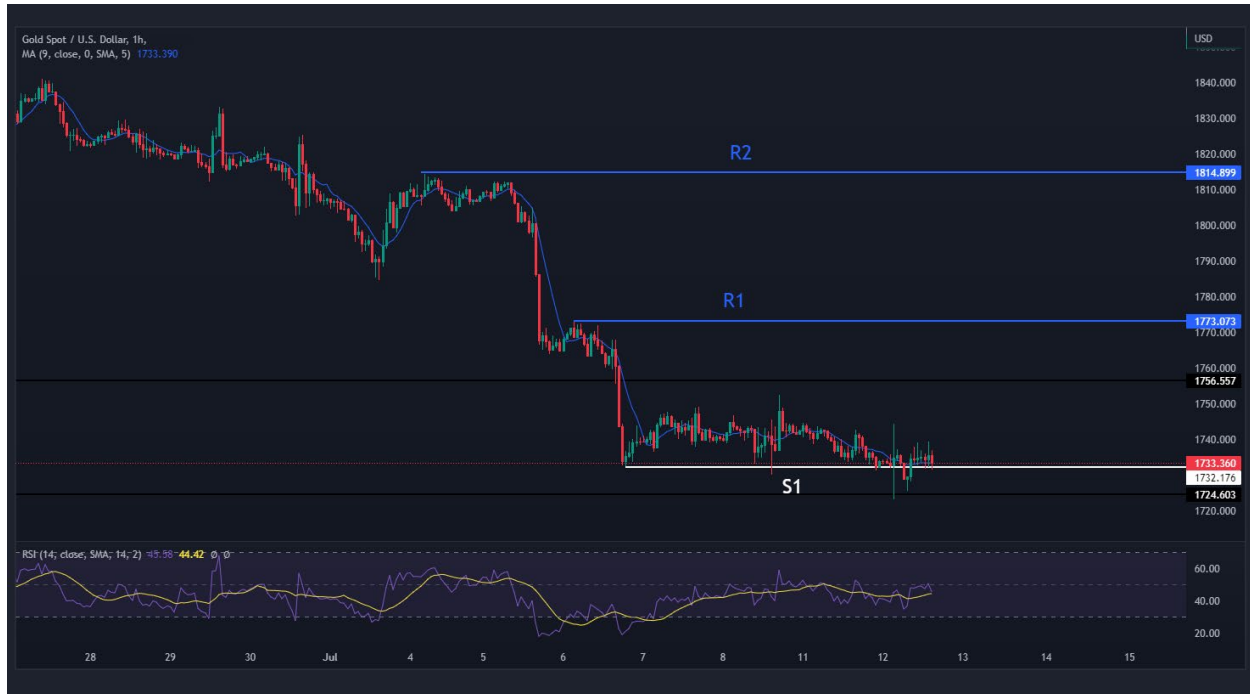 Gold Spot / U.S. Dollar, 1h,
USD
MA (9, close, 0, SMA, 5) 1733.390
1840.000
1830.000
R2
1820.000
1814.899
1810.000
1800.000
1790.000
R1
1780.000
1773.073
1770.000
1760.000
1756.557
1750.000
1740.000
1733.360
1732.176
S1
1724.603
1720.000
RSI (14, close, SMA, 14, 2) 45.58 44.42 Ø Ø
60.00
40.00
20.00
28 29 30 Jul 4 5 6 7 8 11 12 13 14 15